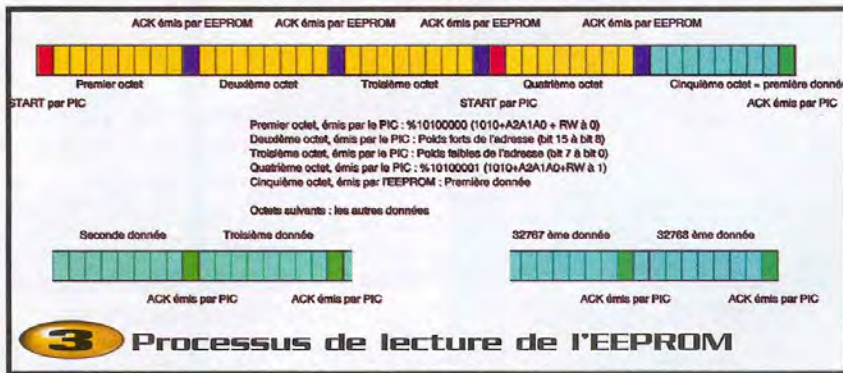 ACK émis par EEPROM ACK émis par EEPROM ACK émis par EEPROM ACK émis par EEPROM
Premier octet Deuxième octet Troisième octet Quatrième octet Cinquième octet = première donnée
START par PIC START par PIC ACK émis par PIC
Premier octet, émis par le PIC : %10100000 (1010+A2A1A0 + RW à 0)
Deuxième octet, émis par le PIC : Poids forts de l'adresse (bit 15 à bit 8)
Troisième octet, émis par le PIC : Poids faibles de l'adresse (bit 7 à bit 0)
Quatrième octet, émis par le PIC : %10100001 (1010+A2A1A0+RW à 1)
Cinquième octet, émis par l'EEPROM : Première donnée
Octets suivants : les autres données
Seconde donnée Troisième donnée 32767 ème donnée 32768 ème donnée
ACK émis par PIC ACK émis par PIC ACK émis par PIC ACK émis par PIC
3 Processus de lecture de l'EEPROM